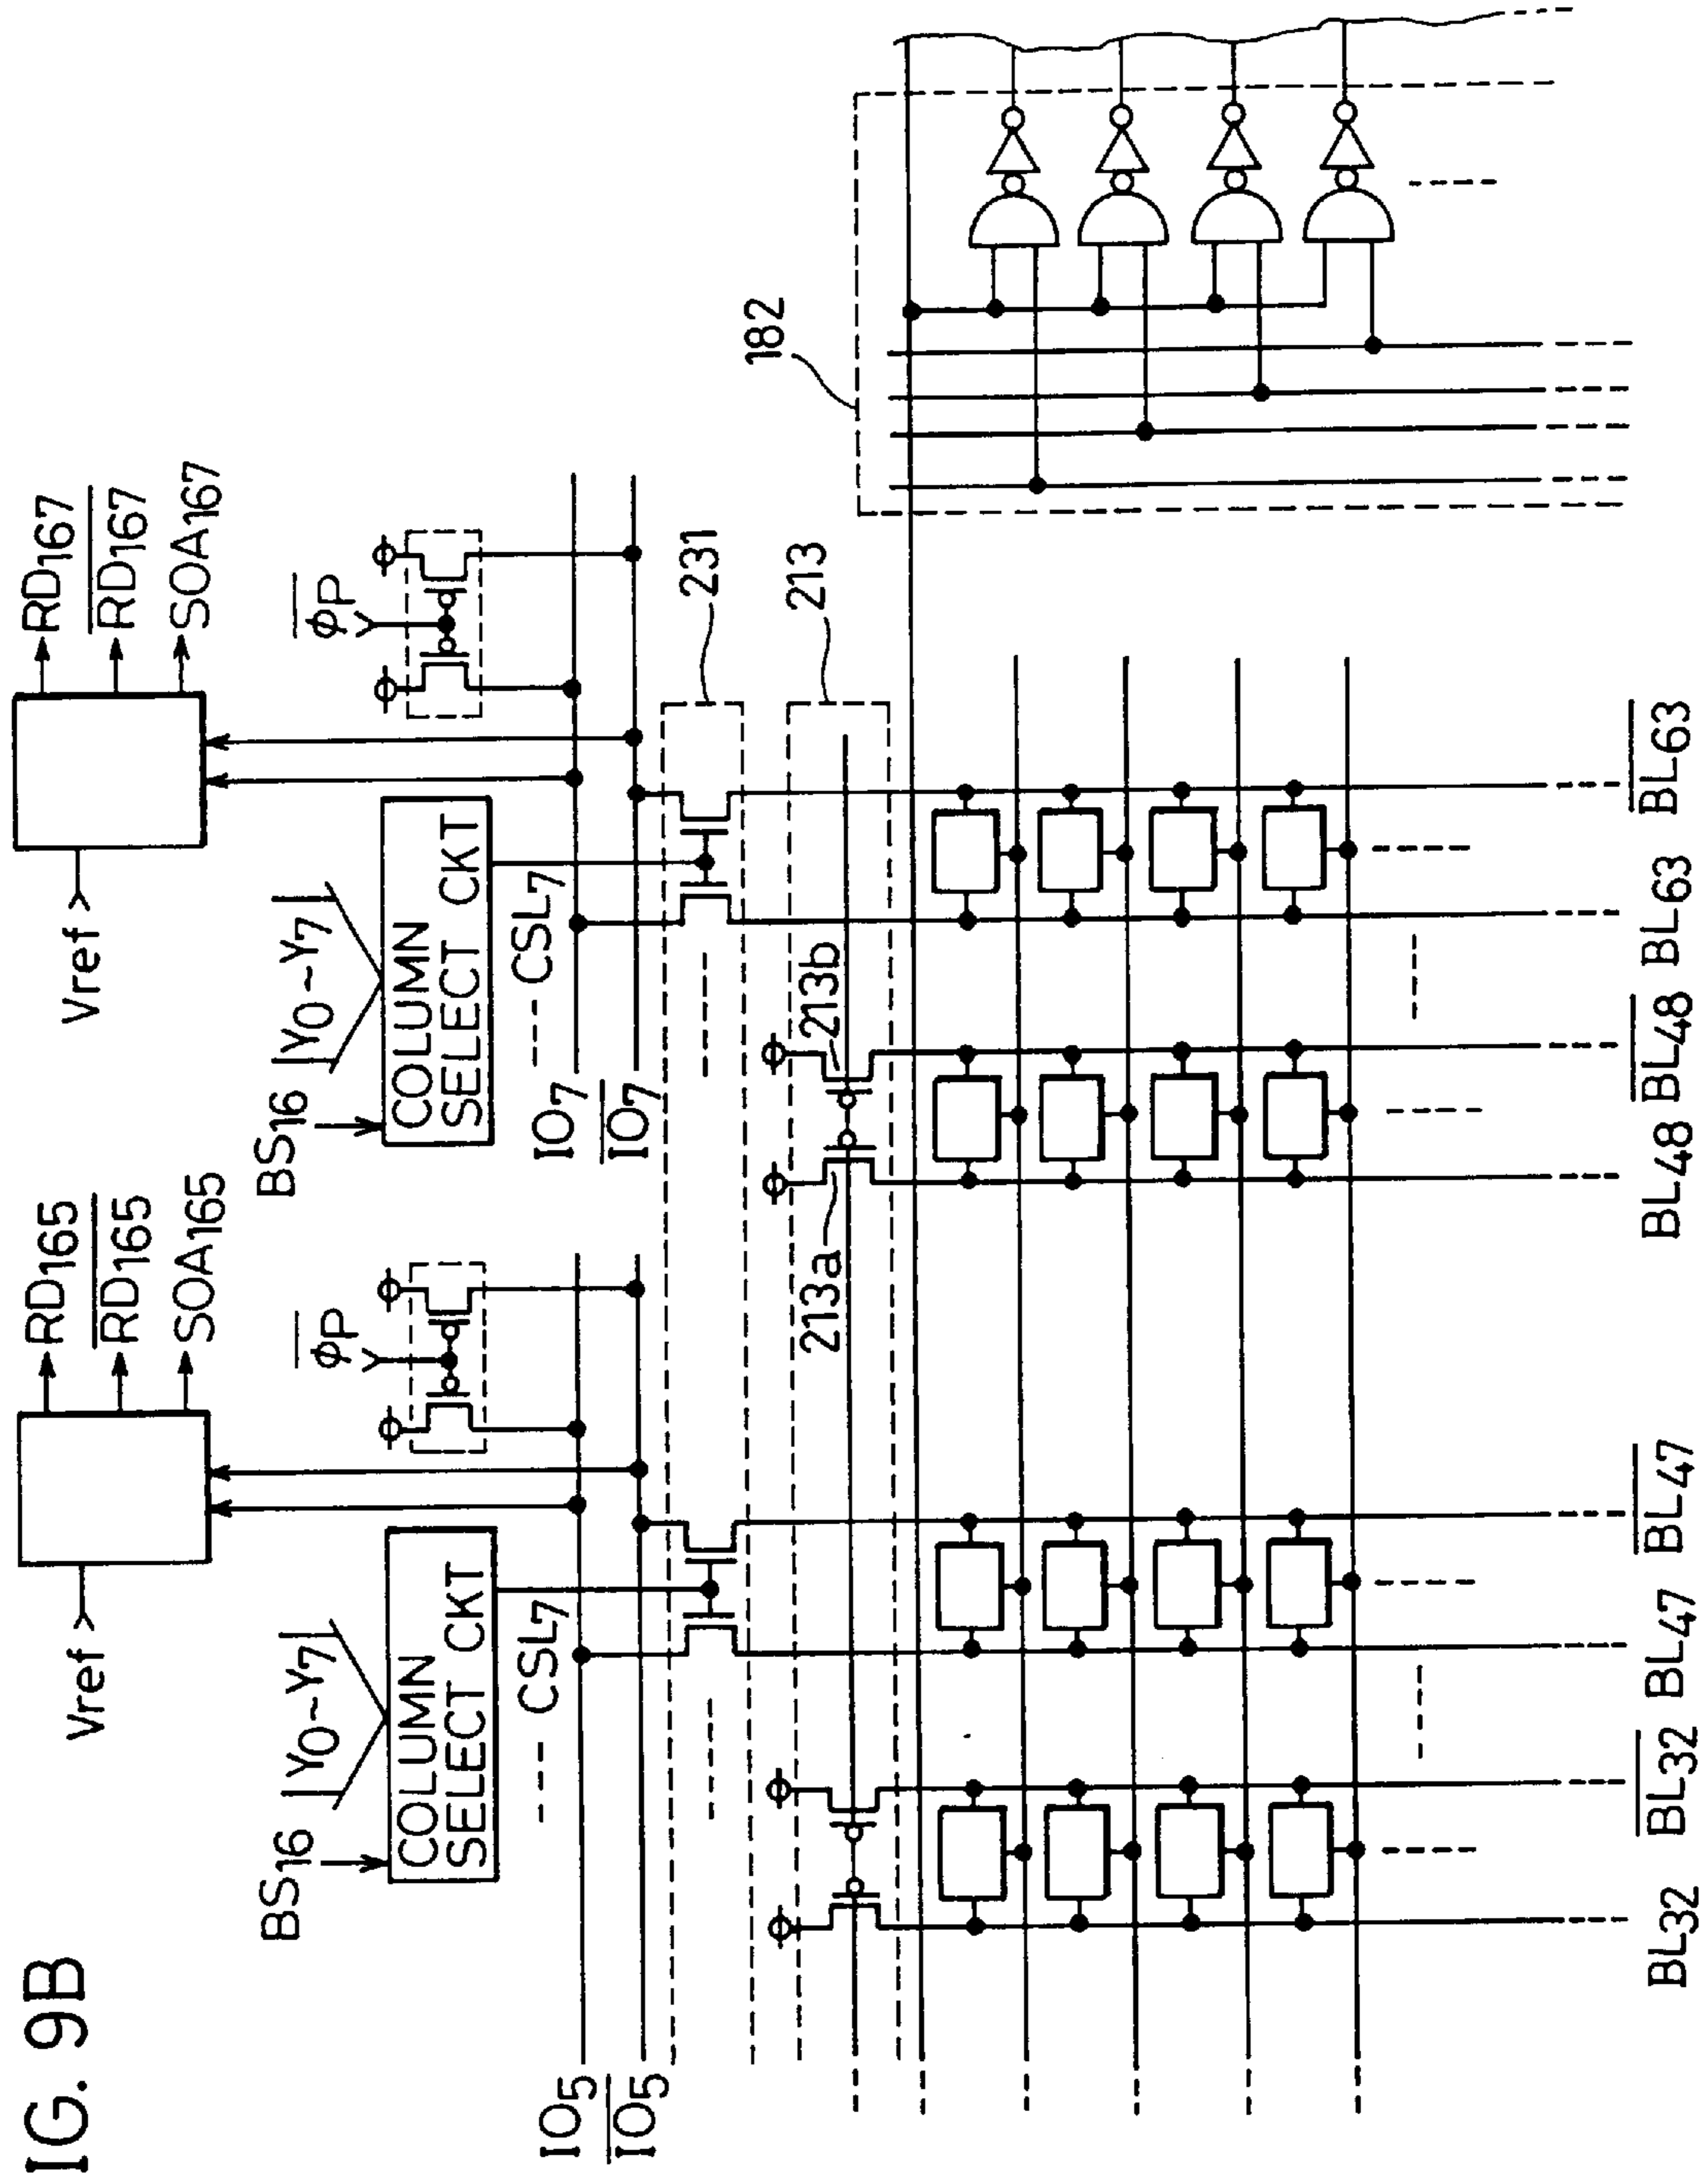 IG. 9B
Vref
RD165
RD165
SOA165
Vref
RD167
RD167
SOA167
BS16
Y0~Y7
φP
BS16
Y0~Y7
φP
COLUMN
SELECT CKT
COLUMN
SELECT CKT
CSL7
CSL7
IO5
IO5
IO7
IO7
231
213
213a
213b
182
BL32
BL32
BL47
BL47
BL48
BL48
BL63
BL63